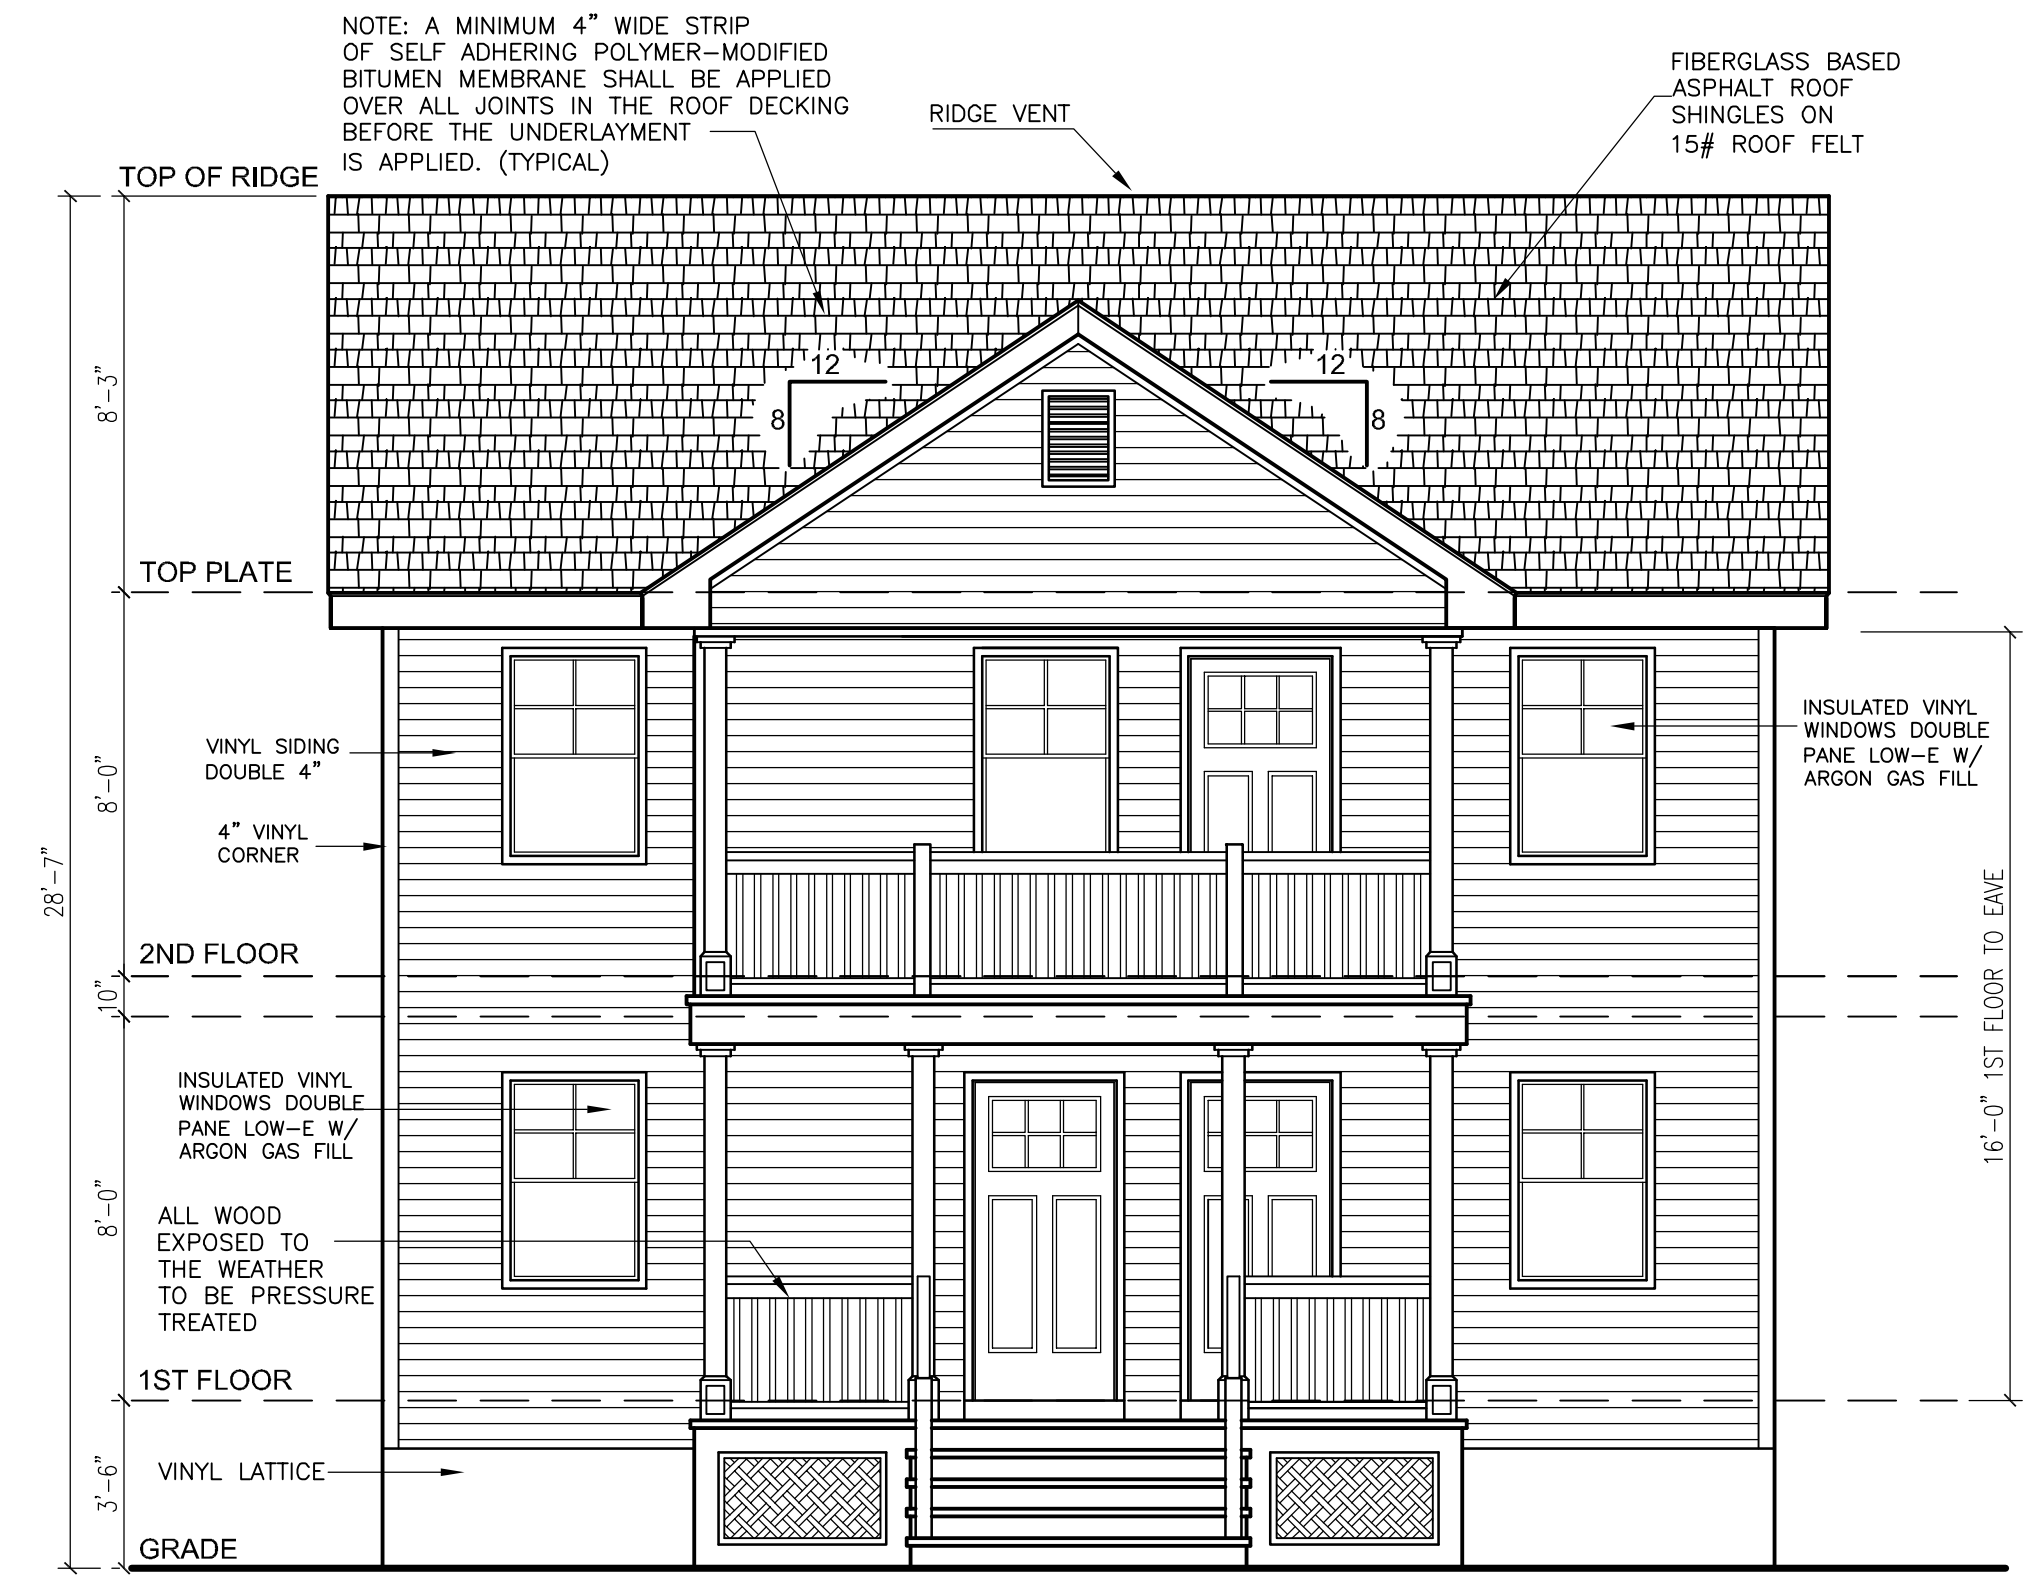 NOTE: A MINIMUM 4” WIDE STRIP
OF SELF ADHERING POLYMER–MODIFIED
BITUMEN MEMBRANE SHALL BE APPLIED
OVER ALL JOINTS IN THE ROOF DECKING
BEFORE THE UNDERLAYMENT
IS APPLIED. (TYPICAL)
RIDGE VENT
FIBERGLASS BASED
ASPHALT ROOF
SHINGLES ON
15# ROOF FELT
TOP OF RIDGE
12
8
12
8
8’–3”
TOP PLATE
VINYL SIDING
DOUBLE 4”
INSULATED VINYL
WINDOWS DOUBLE
PANE LOW–E W/
ARGON GAS FILL
8’–0”
4” VINYL
CORNER
28’–7”
2ND FLOOR
10”
16’–0” 1ST FLOOR TO EAVE
INSULATED VINYL
WINDOWS DOUBLE
PANE LOW–E W/
ARGON GAS FILL
8’–0”
ALL WOOD
EXPOSED TO
THE WEATHER
TO BE PRESSURE
TREATED
1ST FLOOR
VINYL LATTICE
3’–6”
GRADE